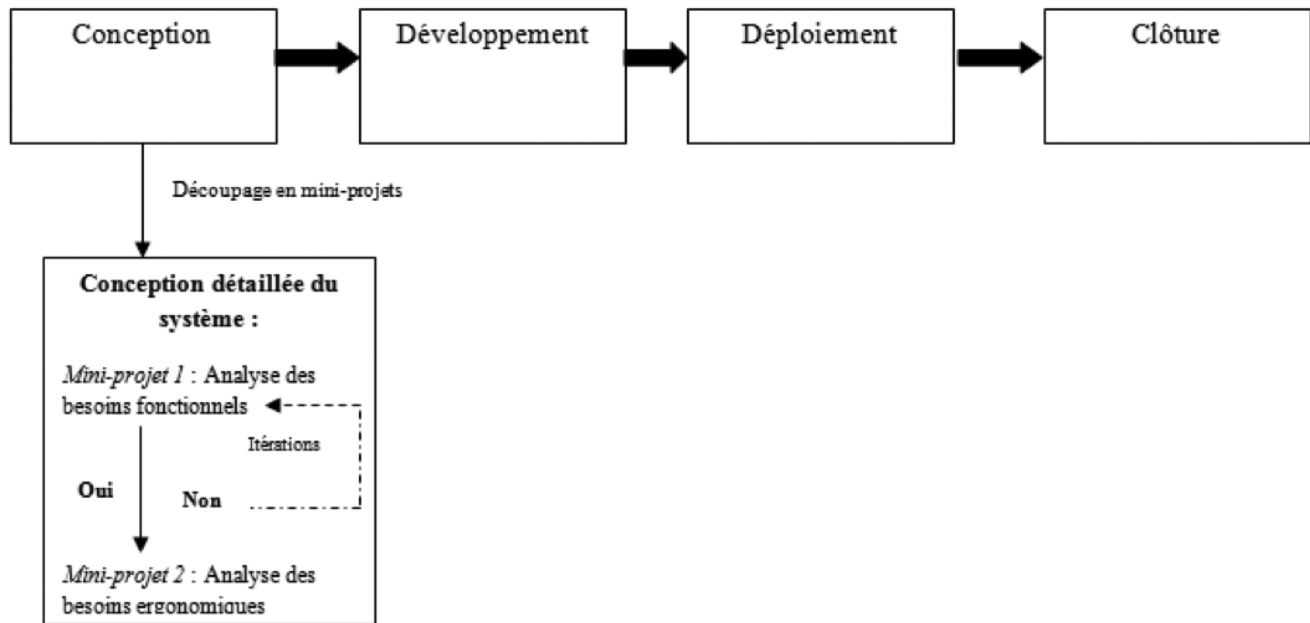 Conception
Développement
Déploiement
Clôture
Découpage en mini-projets
Conception détaillée du
système :
Mini-projet 1 : Analyse des
besoins fonctionnels
Itérations
Oui
Non
Mini-projet 2 : Analyse des
besoins ergonomiques